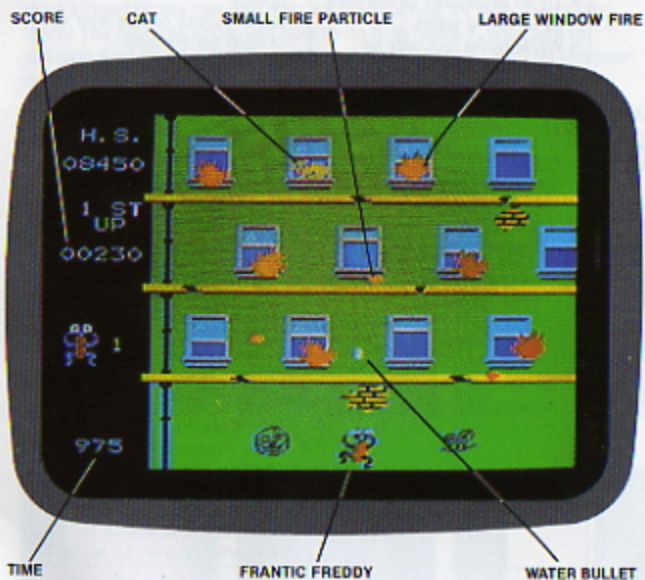 SCORE CAT SMALL FIRE PARTICLE LARGE WINDOW FIRE
H.S.
08450
1 ST
UP
00230
1
975
TIME FRANTIC FREDDY WATER BULLET